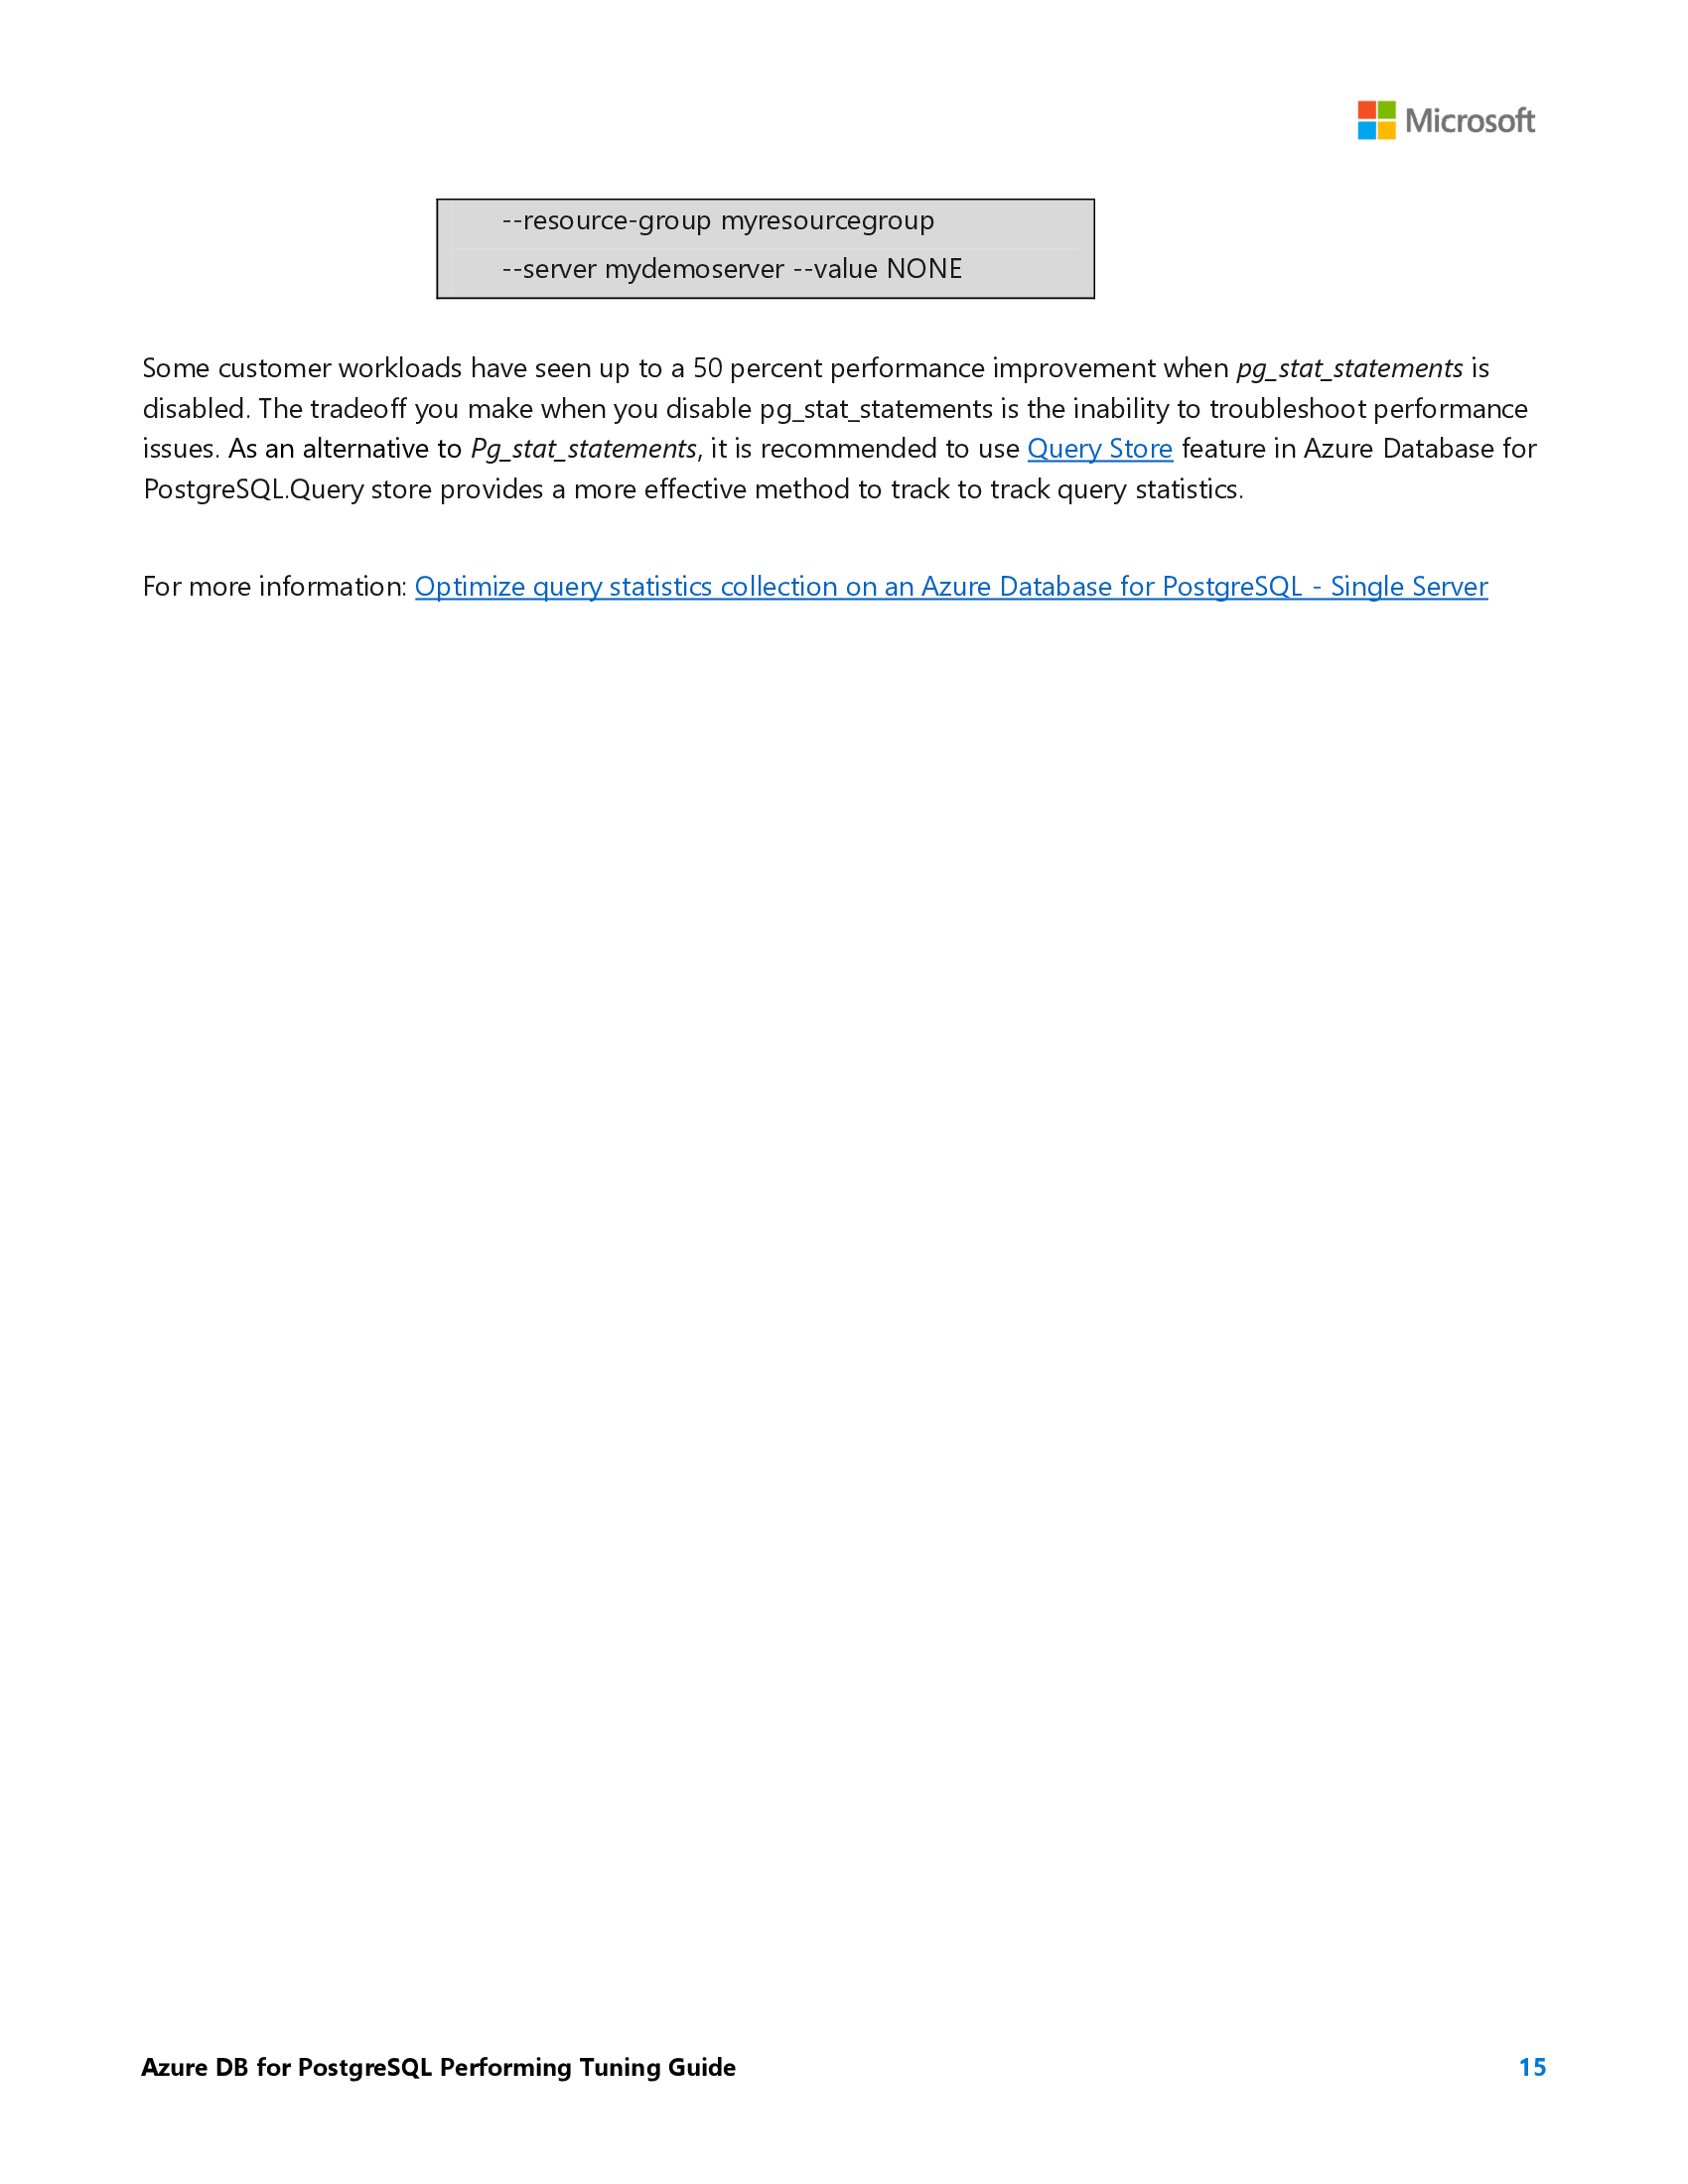 Microsoft
--resource-group myresourcegroup
--server mydemoserver --value NONE
Some customer workloads have seen up to a 50 percent performance improvement when pg_stat_statements is
disabled. The tradeoff you make when you disable pg_stat_statements is the inability to troubleshoot performance
issues. As an alternative to Pg_stat_statements, it is recommended to use Query Store feature in Azure Database for
PostgreSQL.Query store provides a more effective method to track to track query statistics.
For more information: Optimize query statistics collection on an Azure Database for PostgreSQL - Single Server
Azure DB for PostgreSQL Performing Tuning Guide 15